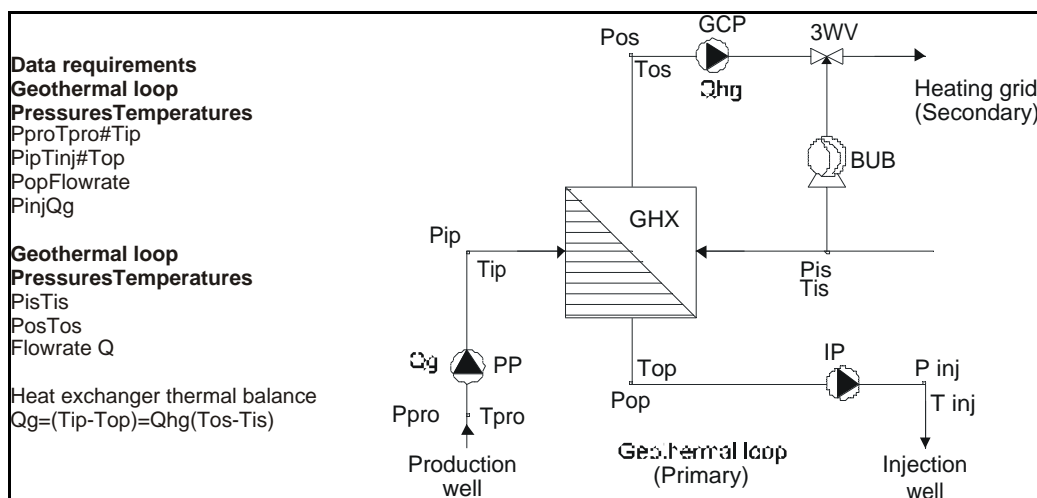 Data requirements
Geothermal loop
PressuresTemperatures
PproTpro#Tip
PipTinj#Top
PopFlowrate
PinjQg
Geothermal loop
PressuresTemperatures
PisTis
PosTos
Flowrate Q
Heat exchanger thermal balance
Qg=(Tip-Top)=Qhg(Tos-Tis)
Pos
Tos
GCP
Qhg
3WV
Heating grid
(Secondary)
BUB
GHX
Pip
Tip
Pis
Tis
Qg
PP
Ppro
Tpro
Production
well
Top
Pop
IP
P inj
T inj
Geothermal loop
(Primary)
Injection
well